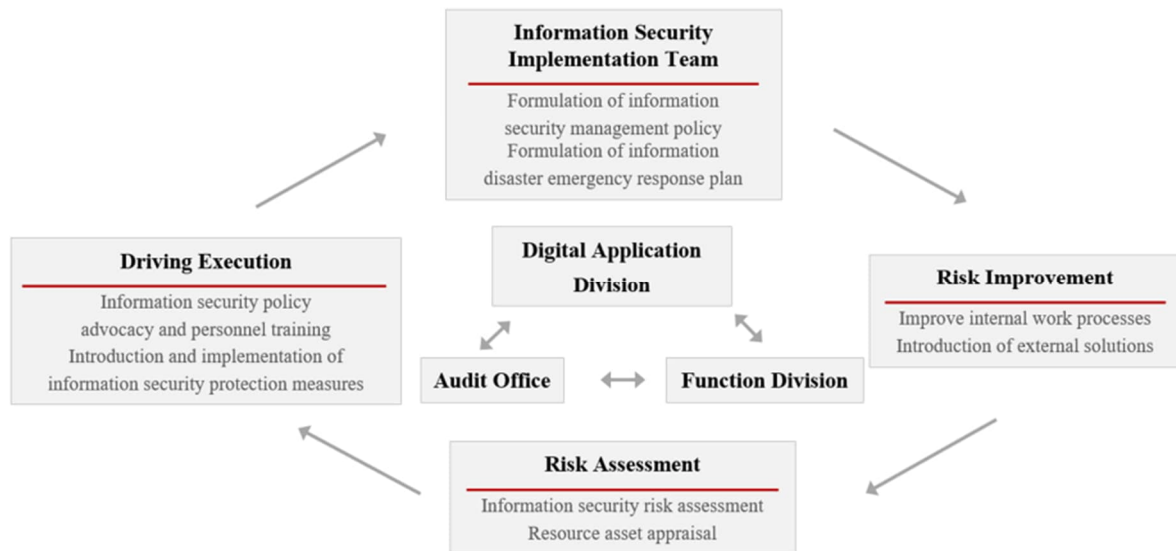 Information Security
Implementation Team
Formulation of information
security management policy
Formulation of information
disaster emergency response plan
Digital Application
Division
Driving Execution
Information security policy
advocacy and personnel training
Introduction and implementation of
information security protection measures
Risk Improvement
Improve internal work processes
Introduction of external solutions
Audit Office
Function Division
Risk Assessment
Information security risk assessment
Resource asset appraisal